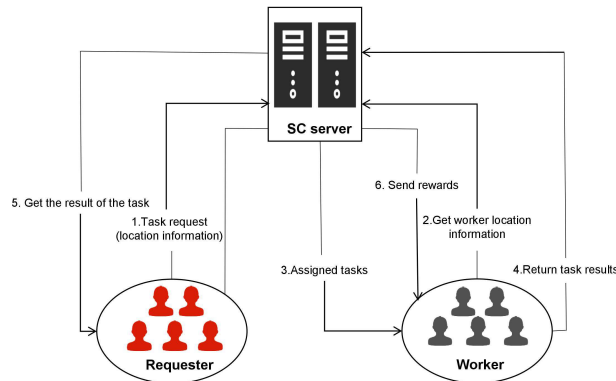 SC server
6. Send rewards
5. Get the result of the task
1.Task request
(location information)
2.Get worker location
information
3.Assigned tasks
4.Return task results
Requester
Worker